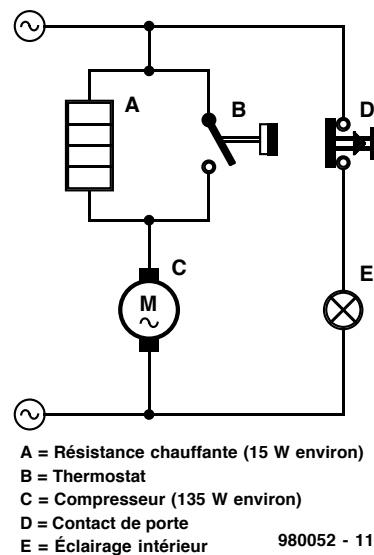 A
B
D
C
M
E
A = Résistance chauffante (15 W environ)
B = Thermostat
C = Compresseur (135 W environ)
D = Contact de porte
E = Éclairage intérieur
980052 - 11